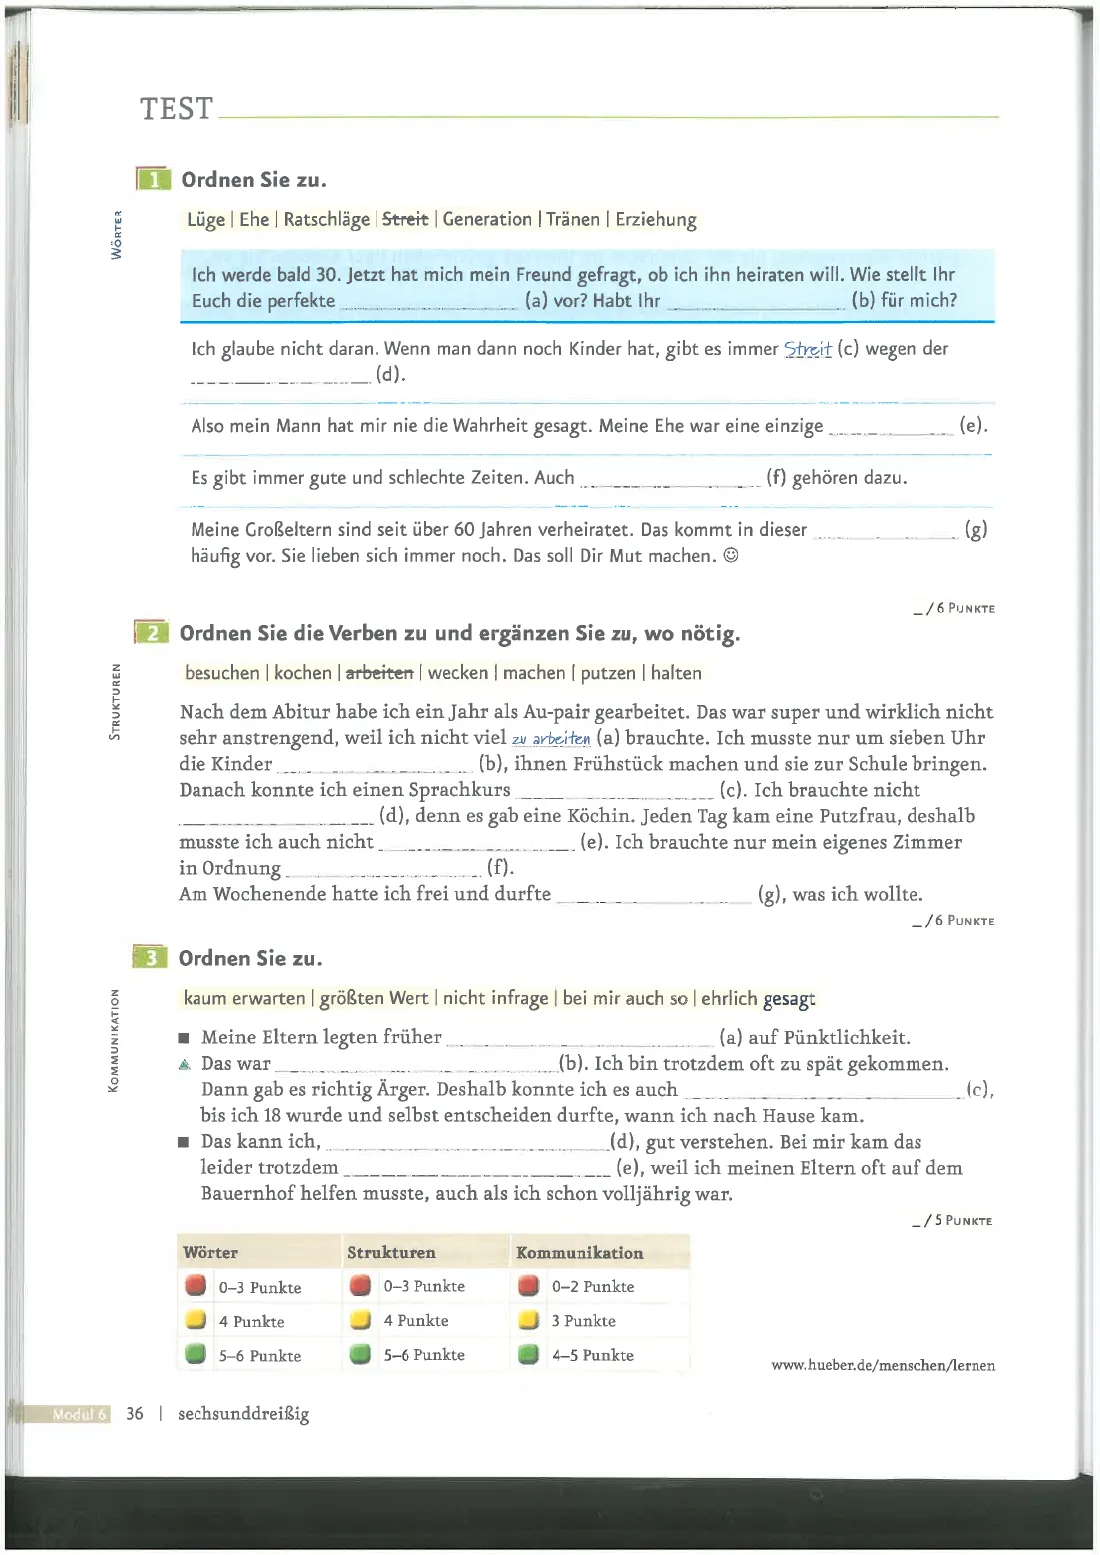 TEST
1 Ordnen Sie zu.
WÖRTER
Lüge | Ehe | Ratschläge | Streit | Generation | Tränen | Erziehung
Ich werde bald 30. Jetzt hat mich mein Freund gefragt, ob ich ihn heiraten will. Wie stellt Ihr
Euch die perfekte ____________ (a) vor? Habt Ihr ____________ (b) für mich?
Ich glaube nicht daran. Wenn man dann noch Kinder hat, gibt es immer Streit (c) wegen der
____________ (d).
Also mein Mann hat mir nie die Wahrheit gesagt. Meine Ehe war eine einzige ____________ (e).
Es gibt immer gute und schlechte Zeiten. Auch ____________ (f) gehören dazu.
Meine Großeltern sind seit über 60 Jahren verheiratet. Das kommt in dieser ____________ (g)
häufig vor. Sie lieben sich immer noch. Das soll Dir Mut machen. ☺
_ / 6 PUNKTE
2 Ordnen Sie die Verben zu und ergänzen Sie zu, wo nötig.
STRUKTUREN
besuchen | kochen | arbeiten | wecken | machen | putzen | halten
Nach dem Abitur habe ich ein Jahr als Au-pair gearbeitet. Das war super und wirklich nicht
sehr anstrengend, weil ich nicht viel zu arbeiten (a) brauchte. Ich musste nur um sieben Uhr
die Kinder ____________ (b), ihnen Frühstück machen und sie zur Schule bringen.
Danach konnte ich einen Sprachkurs ____________ (c). Ich brauchte nicht
____________ (d), denn es gab eine Köchin. Jeden Tag kam eine Putzfrau, deshalb
musste ich auch nicht ____________ (e). Ich brauchte nur mein eigenes Zimmer
in Ordnung ____________ (f).
Am Wochenende hatte ich frei und durfte ____________ (g), was ich wollte.
_ / 6 PUNKTE
3 Ordnen Sie zu.
KOMMUNIKATION
kaum erwarten | größten Wert | nicht infrage | bei mir auch so | ehrlich gesagt
■ Meine Eltern legten früher ____________ (a) auf Pünktlichkeit.
▲ Das war ____________ (b). Ich bin trotzdem oft zu spät gekommen.
Dann gab es richtig Ärger. Deshalb konnte ich es auch ____________ (c),
bis ich 18 wurde und selbst entscheiden durfte, wann ich nach Hause kam.
■ Das kann ich, ____________ (d), gut verstehen. Bei mir kam das
leider trotzdem ____________ (e), weil ich meinen Eltern oft auf dem
Bauernhof helfen musste, auch als ich schon volljährig war.
_ / 5 PUNKTE
Wörter Strukturen Kommunikation
0–3 Punkte 0–3 Punkte 0–2 Punkte
4 Punkte 4 Punkte 3 Punkte
5–6 Punkte 5–6 Punkte 4–5 Punkte
www.hueber.de/menschen/lernen
Modul 6 36 | sechsunddreißig